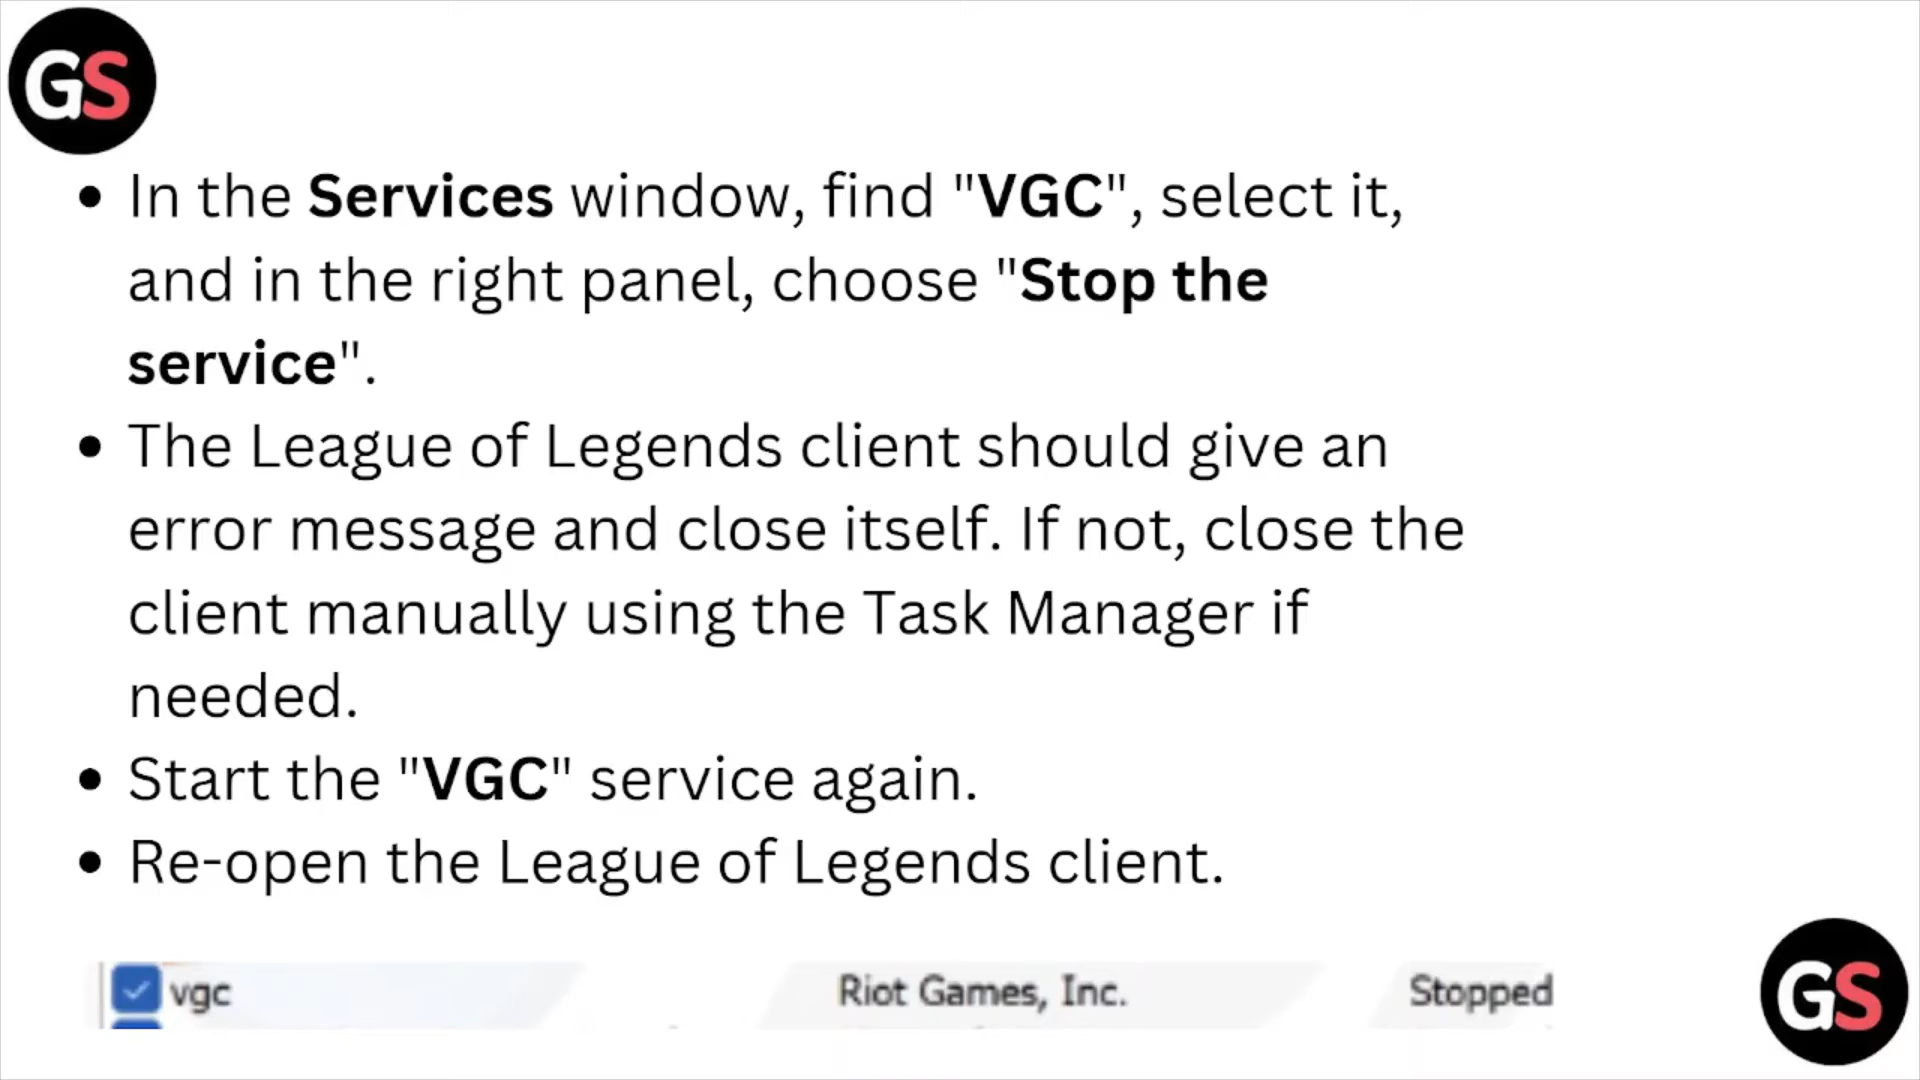 GS
• In the Services window, find "VGC", select it,
and in the right panel, choose "Stop the
service".
• The League of Legends client should give an
error message and close itself. If not, close the
client manually using the Task Manager if
needed.
• Start the "VGC" service again.
• Re-open the League of Legends client.
vgc Riot Games, Inc. Stopped
GS